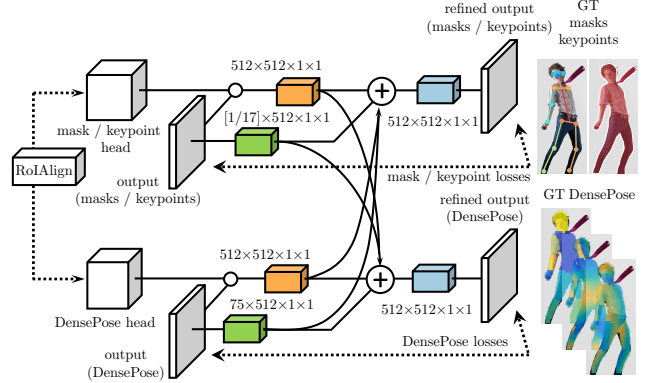 refined output
(masks / keypoints)
GT
masks
keypoints
512×512×1×1
[1/17]×512×1×1
512×512×1×1
mask / keypoint
head
RoIAlign
output
(masks / keypoints)
mask / keypoint losses
refined output
(DensePose)
GT DensePose
512×512×1×1
75×512×1×1
512×512×1×1
DensePose head
output
(DensePose)
DensePose losses